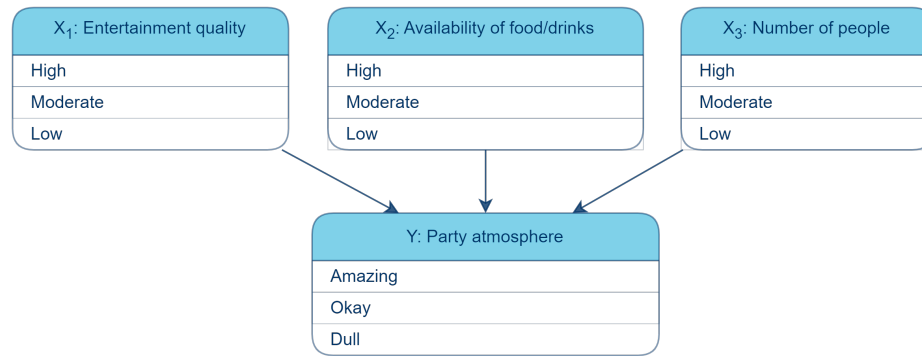 X₁: Entertainment quality
High
Moderate
Low
X₂: Availability of food/drinks
High
Moderate
Low
X₃: Number of people
High
Moderate
Low
Y: Party atmosphere
Amazing
Okay
Dull